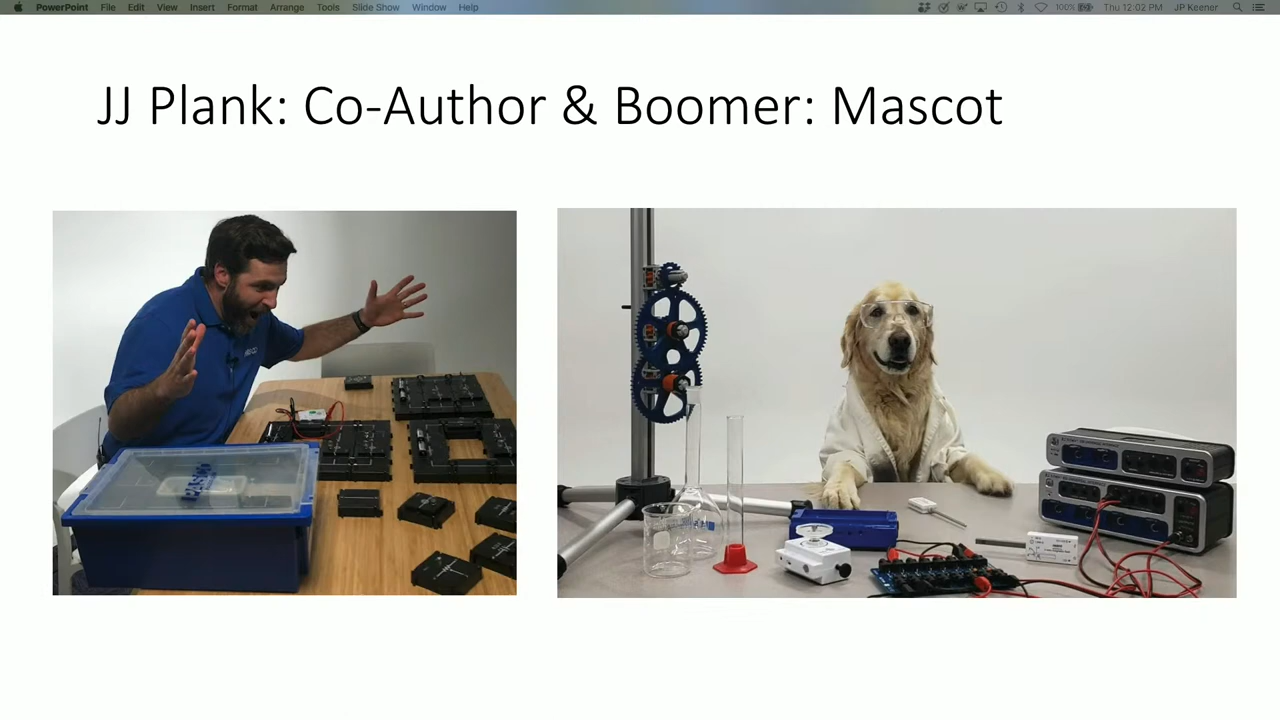 PowerPoint File Edit View Insert Format Arrange Tools Slide Show Window Help 100% Thu 12:02 PM JP Keener
JJ Plank: Co-Author & Boomer: Mascot
PASCO